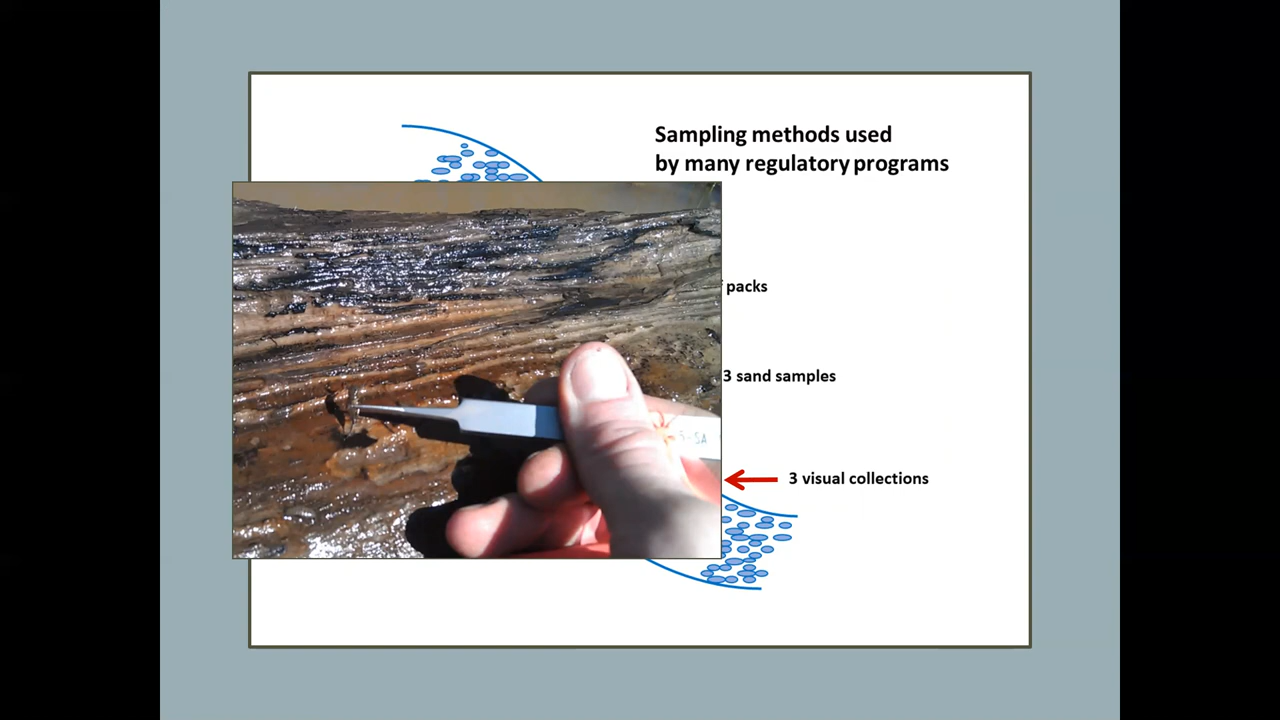 Sampling methods used
by many regulatory programs
packs
3 sand samples
3 visual collections